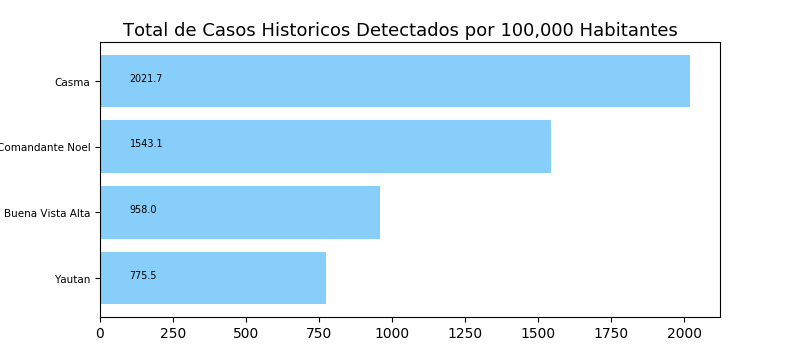 Total de Casos Historicos Detectados por 100,000 Habitantes
Casma
2021.7
Comandante Noel
1543.1
Buena Vista Alta
958.0
Yautan
775.5
0 250 500 750 1000 1250 1500 1750 2000